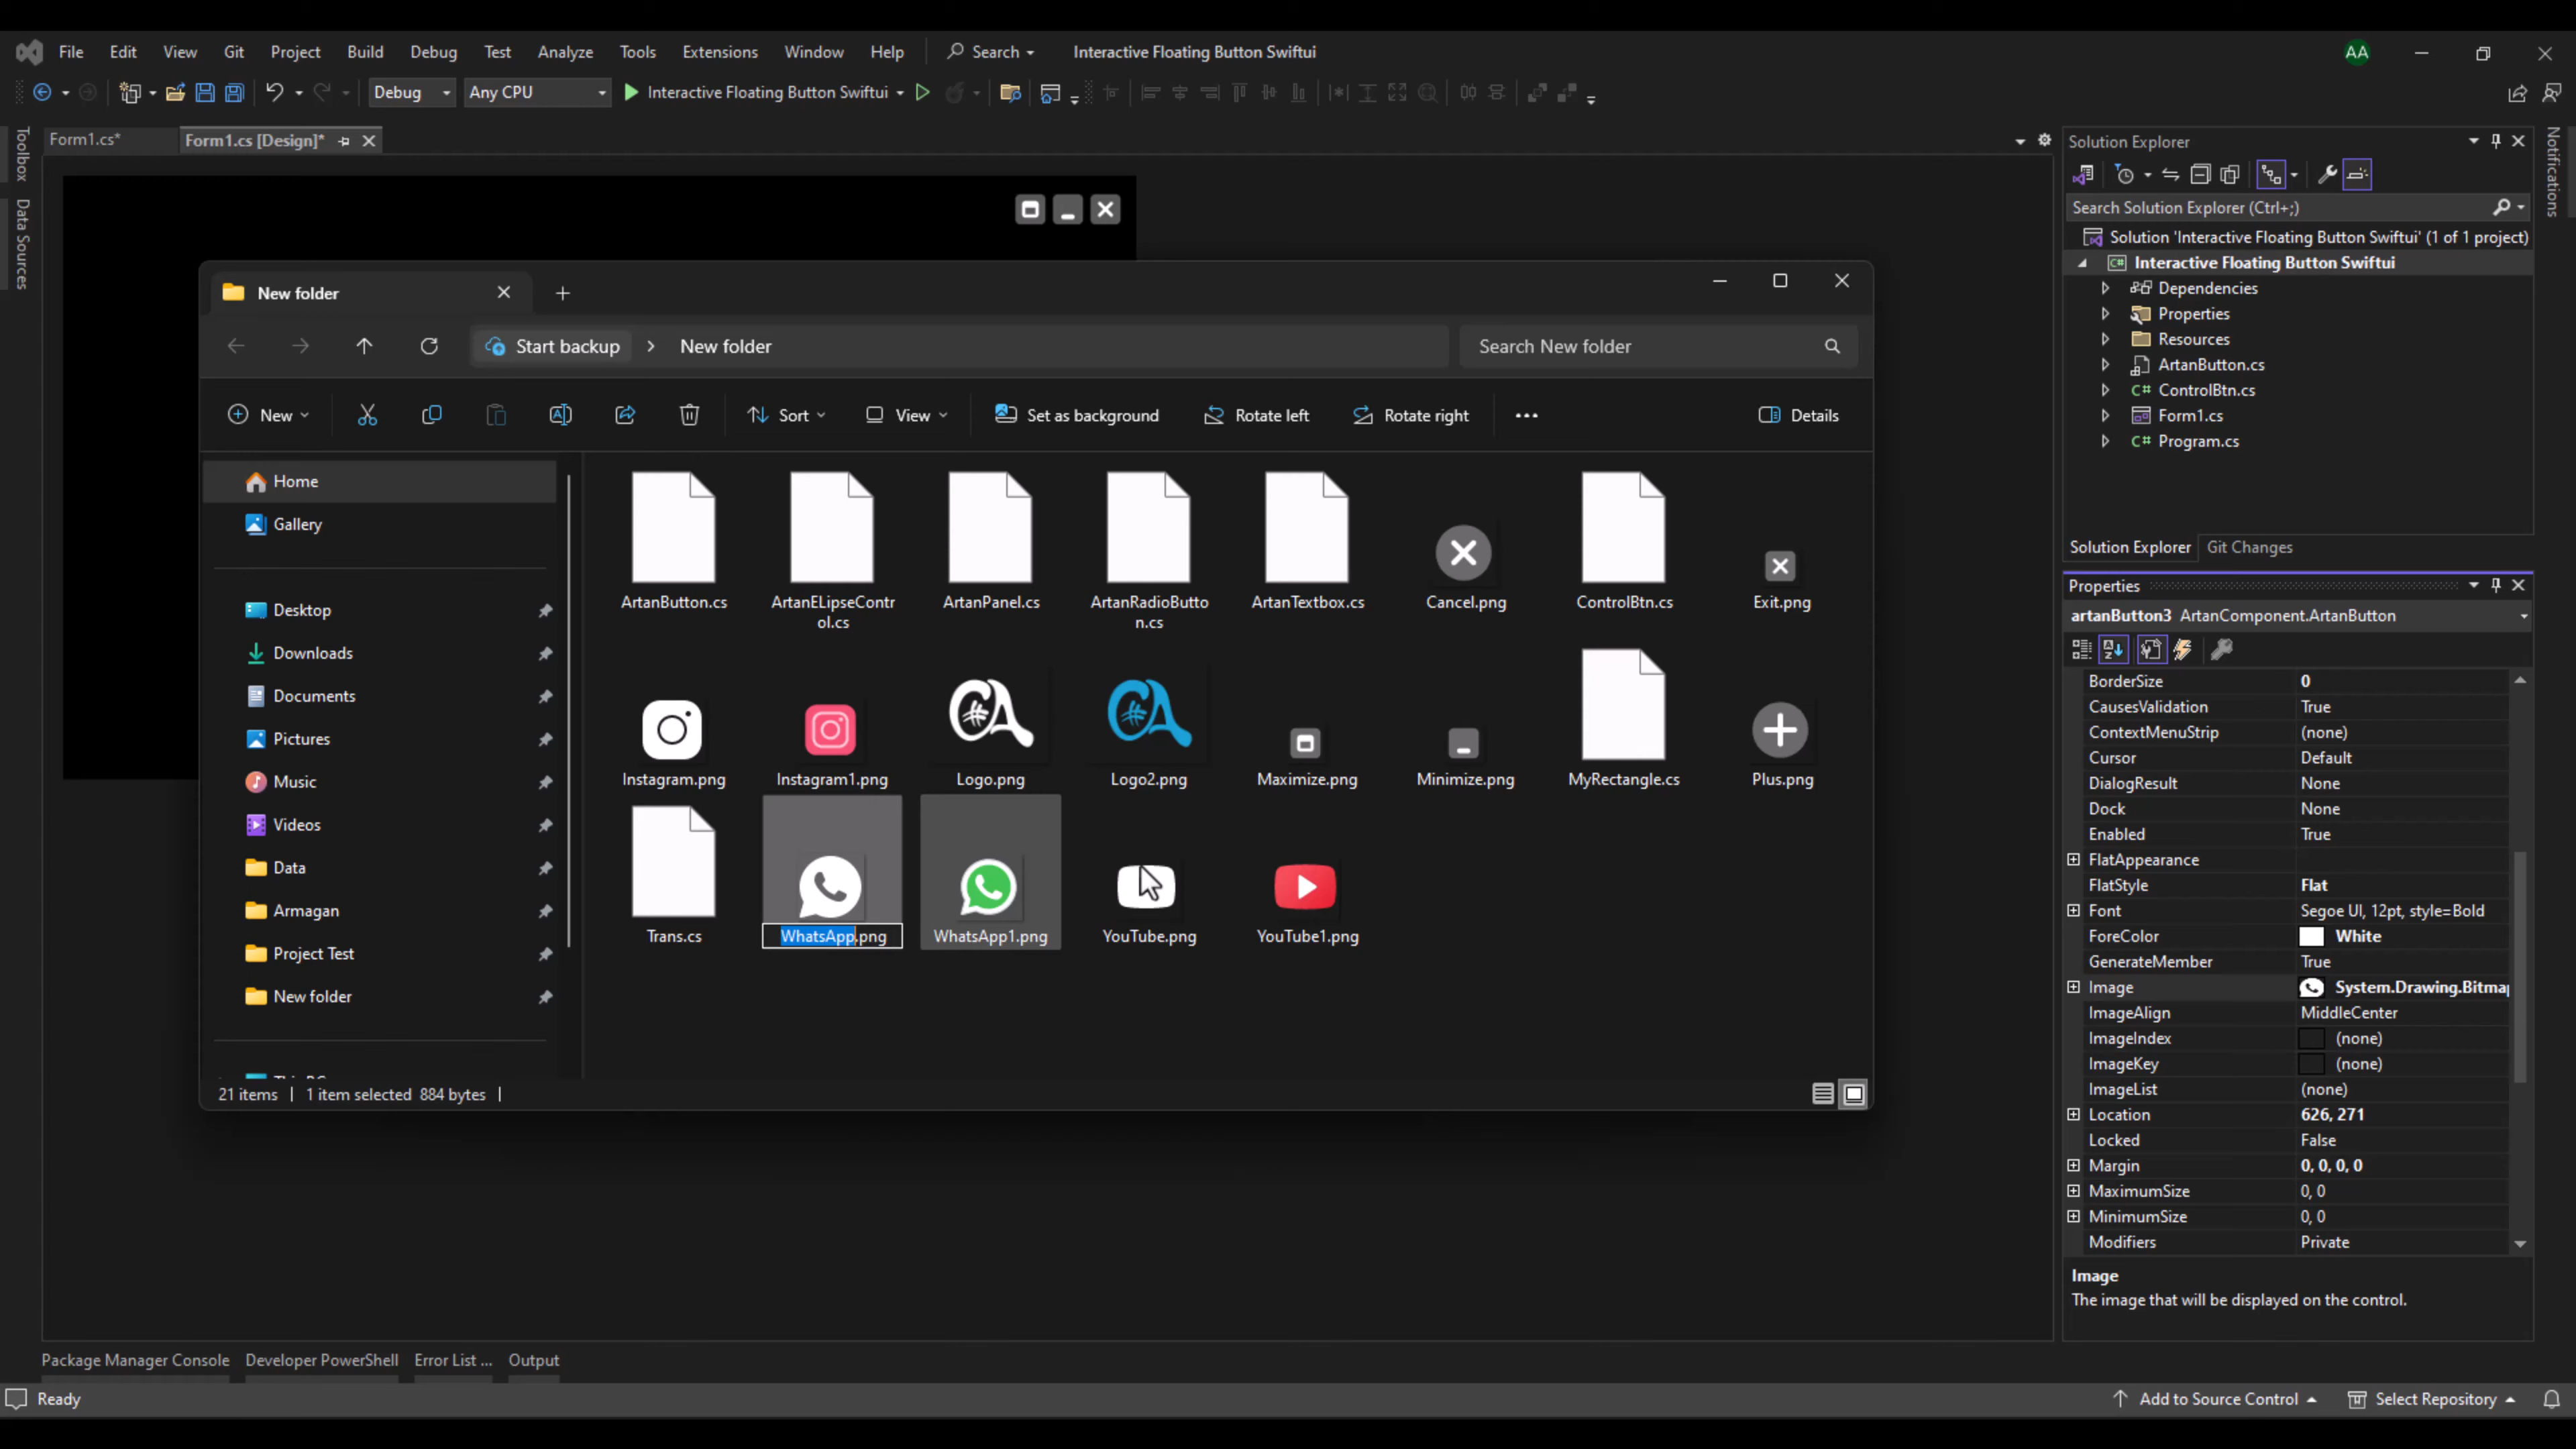 File Edit View Git Project Build Debug Test Analyze Tools Extensions Window Help Search Interactive Floating Button Swiftui AA
Debug Any CPU Interactive Floating Button Swiftui
Toolbox
Data Sources
Form1.cs* Form1.cs [Design]*
New folder
Start backup > New folder Search New folder
New Sort View Set as background Rotate left Rotate right ... Details
Home
Gallery
Desktop
Downloads
Documents
Pictures
Music
Videos
Data
Armagan
Project Test
New folder
ArtanButton.cs ArtanELipseContr ArtanPanel.cs ArtanRadioButto ArtanTextbox.cs Cancel.png ControlBtn.cs Exit.png
ol.cs n.cs
Instagram.png Instagram1.png Logo.png Logo2.png Maximize.png Minimize.png MyRectangle.cs Plus.png
Trans.cs WhatsApp.png WhatsApp1.png YouTube.png YouTube1.png
21 items 1 item selected 884 bytes
Solution Explorer
Search Solution Explorer (Ctrl+;)
Solution 'Interactive Floating Button Swiftui' (1 of 1 project)
C# Interactive Floating Button Swiftui
Dependencies
Properties
Resources
ArtanButton.cs
C# ControlBtn.cs
Form1.cs
C# Program.cs
Solution Explorer Git Changes
Notifications
Properties
artanButton3 ArtanComponent.ArtanButton
BorderSize 0
CausesValidation True
ContextMenuStrip (none)
Cursor Default
DialogResult None
Dock None
Enabled True
FlatAppearance
FlatStyle Flat
Font Segoe UI, 12pt, style=Bold
ForeColor White
GenerateMember True
Image System.Drawing.Bitmap
ImageAlign MiddleCenter
ImageIndex (none)
ImageKey (none)
ImageList (none)
Location 626, 271
Locked False
Margin 0, 0, 0, 0
MaximumSize 0, 0
MinimumSize 0, 0
Modifiers Private
Image
The image that will be displayed on the control.
Package Manager Console Developer PowerShell Error List ... Output
Ready Add to Source Control Select Repository